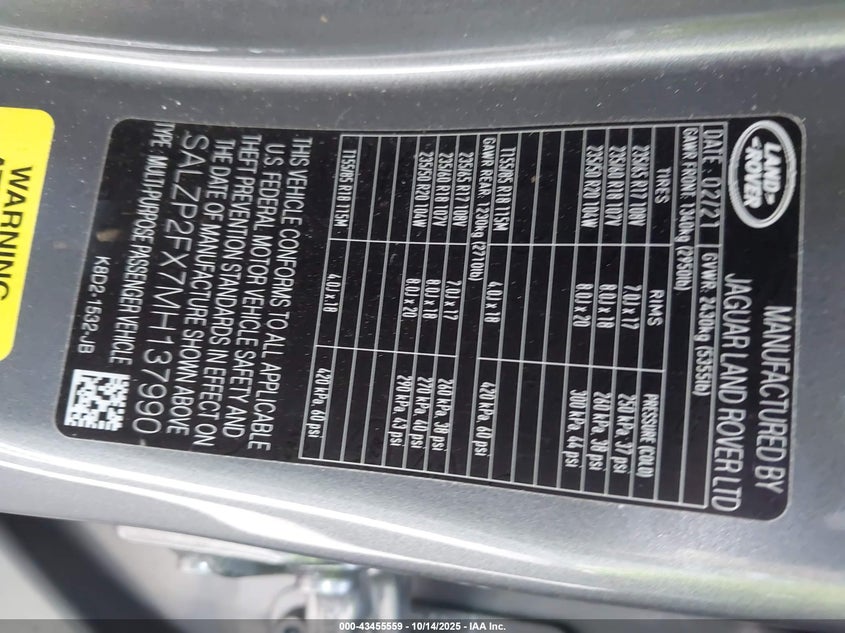 LAND-
-ROVER
MANUFACTURED BY
JAGUAR LAND ROVER LTD
DATE: 02/21 GVWR: 2430kg (5355lb)
GAWR FRONT: 1340kg (2950lb)
TIRES RIMS PRESSURE (COLD)
235/65 R17 108V 7.0J x 17 250 kPa, 37 psi
235/60 R18 107V 8.0J x 18 260 kPa, 38 psi
235/50 R20 104W 8.0J x 20 300 kPa, 44 psi
T155/85 R18 115M 4.0J x 18 420 kPa, 60 psi
GAWR REAR: 1230kg (2710lb)
235/65 R17 108V 7.0J x 17 260 kPa, 38 psi
235/60 R18 107V 8.0J x 18 270 kPa, 40 psi
235/50 R20 104W 8.0J x 20 290 kPa, 43 psi
T155/85 R18 115M 4.0J x 18 420 kPa, 60 psi
THIS VEHICLE CONFORMS TO ALL APPLICABLE
U.S. FEDERAL MOTOR VEHICLE SAFETY AND
THEFT PREVENTION STANDARDS IN EFFECT ON
THE DATE OF MANUFACTURE SHOWN ABOVE
SALZP2FX7MH137990
TYPE: MULTI-PURPOSE PASSENGER VEHICLE
K8D2-1532-JB
WARNING
000-43455559 - 10/14/2025 - IAA Inc.